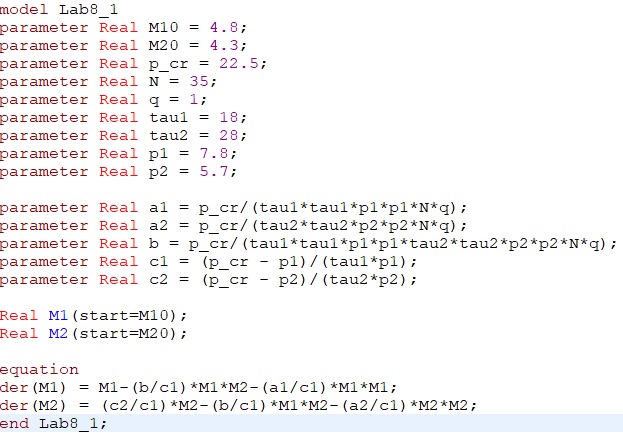 model Lab8_1
parameter Real M10 = 4.8;
parameter Real M20 = 4.3;
parameter Real p_cr = 22.5;
parameter Real N = 35;
parameter Real q = 1;
parameter Real tau1 = 18;
parameter Real tau2 = 28;
parameter Real p1 = 7.8;
parameter Real p2 = 5.7;
parameter Real a1 = p_cr/(tau1*tau1*p1*p1*N*q);
parameter Real a2 = p_cr/(tau2*tau2*p2*p2*N*q);
parameter Real b = p_cr/(tau1*tau1*p1*p1*tau2*tau2*p2*p2*N*q);
parameter Real c1 = (p_cr - p1)/(tau1*p1);
parameter Real c2 = (p_cr - p2)/(tau2*p2);
Real M1(start=M10);
Real M2(start=M20);
equation
der(M1) = M1-(b/c1)*M1*M2-(a1/c1)*M1*M1;
der(M2) = (c2/c1)*M2-(b/c1)*M1*M2-(a2/c1)*M2*M2;
end Lab8_1;